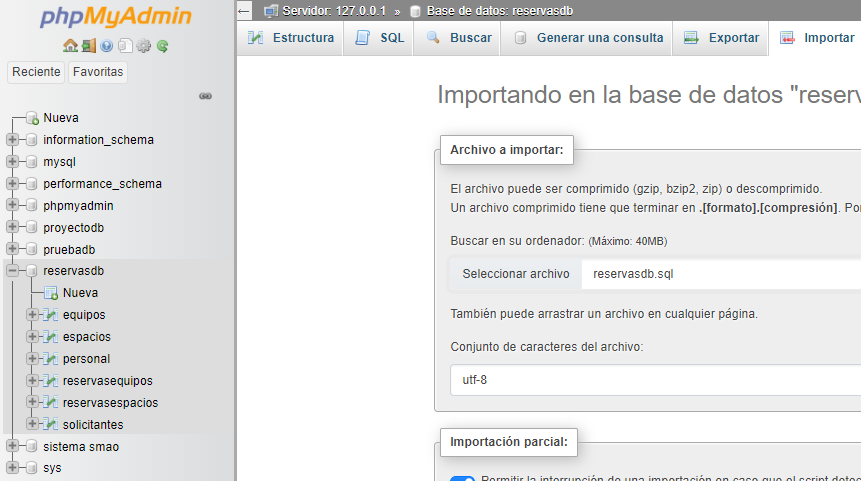 phpMyAdmin
Reciente Favoritas
Nueva
information_schema
mysql
performance_schema
phpmyadmin
proyectodb
pruebadb
reservasdb
Nueva
equipos
espacios
personal
reservasequipos
reservasespacios
solicitantes
sistema smao
sys
Servidor: 127.0.0.1 » Base de datos: reservasdb
Estructura SQL Buscar Generar una consulta Exportar Importar
Importando en la base de datos "reserv
Archivo a importar:
El archivo puede ser comprimido (gzip, bzip2, zip) o descomprimido.
Un archivo comprimido tiene que terminar en .[formato].[compresión]. Po
Buscar en su ordenador: (Máximo: 40MB)
Seleccionar archivo reservasdb.sql
También puede arrastrar un archivo en cualquier página.
Conjunto de caracteres del archivo:
utf-8
Importación parcial:
Permitir la interrupción de una importación en caso que el script detec